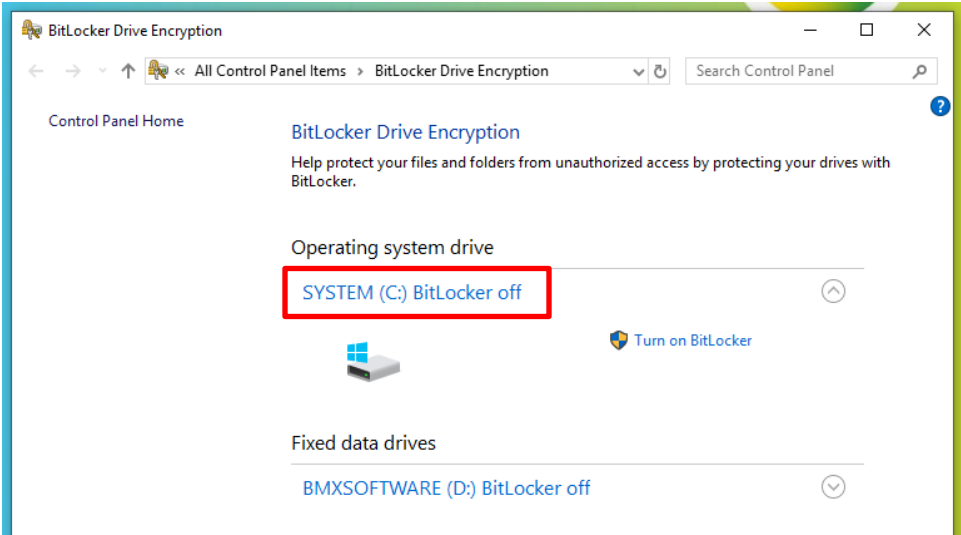 BitLocker Drive Encryption
« All Control Panel Items > BitLocker Drive Encryption
Search Control Panel
?
Control Panel Home
BitLocker Drive Encryption
Help protect your files and folders from unauthorized access by protecting your drives with
BitLocker.
Operating system drive
SYSTEM (C:) BitLocker off
Turn on BitLocker
Fixed data drives
BMXSOFTWARE (D:) BitLocker off